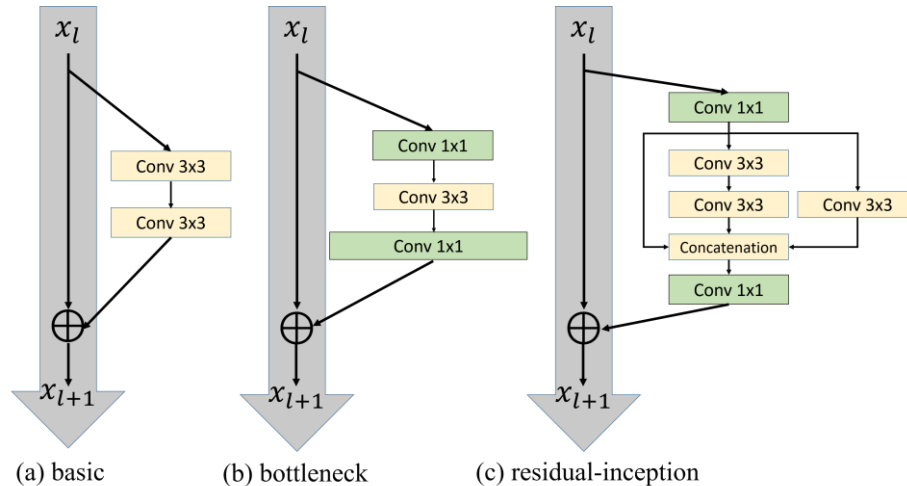 x_l
Conv 3x3
Conv 3x3
x_{l+1}
(a) basic
x_l
Conv 1x1
Conv 3x3
Conv 1x1
x_{l+1}
(b) bottleneck
x_l
Conv 1x1
Conv 3x3
Conv 3x3
Conv 3x3
Concatenation
Conv 1x1
x_{l+1}
(c) residual-inception